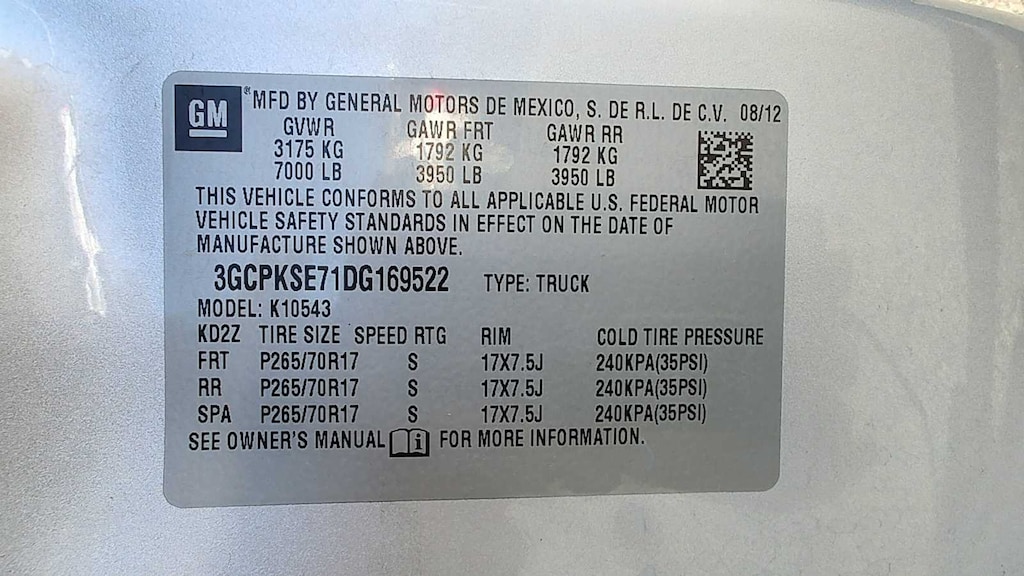 GM ® MFD BY GENERAL MOTORS DE MEXICO, S. DE R.L. DE C.V. 08/12
GVWR GAWR FRT GAWR RR
3175 KG 1792 KG 1792 KG
7000 LB 3950 LB 3950 LB
THIS VEHICLE CONFORMS TO ALL APPLICABLE U.S. FEDERAL MOTOR
VEHICLE SAFETY STANDARDS IN EFFECT ON THE DATE OF
MANUFACTURE SHOWN ABOVE.
3GCPKSE71DG169522 TYPE: TRUCK
MODEL: K10543
KD2Z TIRE SIZE SPEED RTG RIM COLD TIRE PRESSURE
FRT P265/70R17 S 17X7.5J 240KPA(35PSI)
RR P265/70R17 S 17X7.5J 240KPA(35PSI)
SPA P265/70R17 S 17X7.5J 240KPA(35PSI)
SEE OWNER'S MANUAL i FOR MORE INFORMATION.